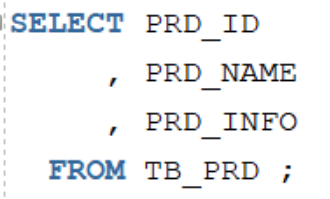 SELECT PRD_ID
, PRD_NAME
, PRD_INFO
FROM TB_PRD ;